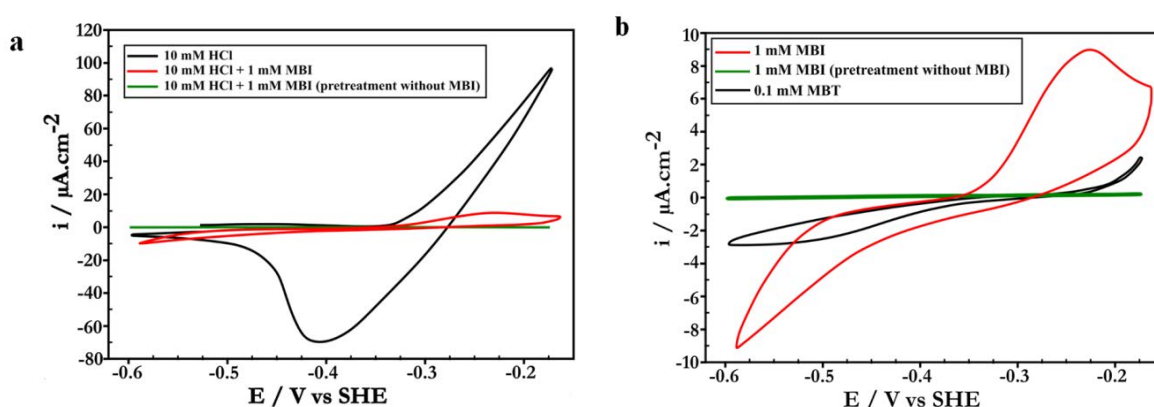 a
120
100
80
60
40
20
0
-20
-40
-60
-80
i / µA.cm-2
10 mM HCl
10 mM HCl + 1 mM MBI
10 mM HCl + 1 mM MBI (pretreatment without MBI)
-0.6
-0.5
-0.4
-0.3
-0.2
E / V vs SHE
b
10
8
6
4
2
0
-2
-4
-6
-8
-10
i / µA.cm-2
1 mM MBI
1 mM MBI (pretreatment without MBI)
0.1 mM MBT
-0.6
-0.5
-0.4
-0.3
-0.2
E / V vs SHE